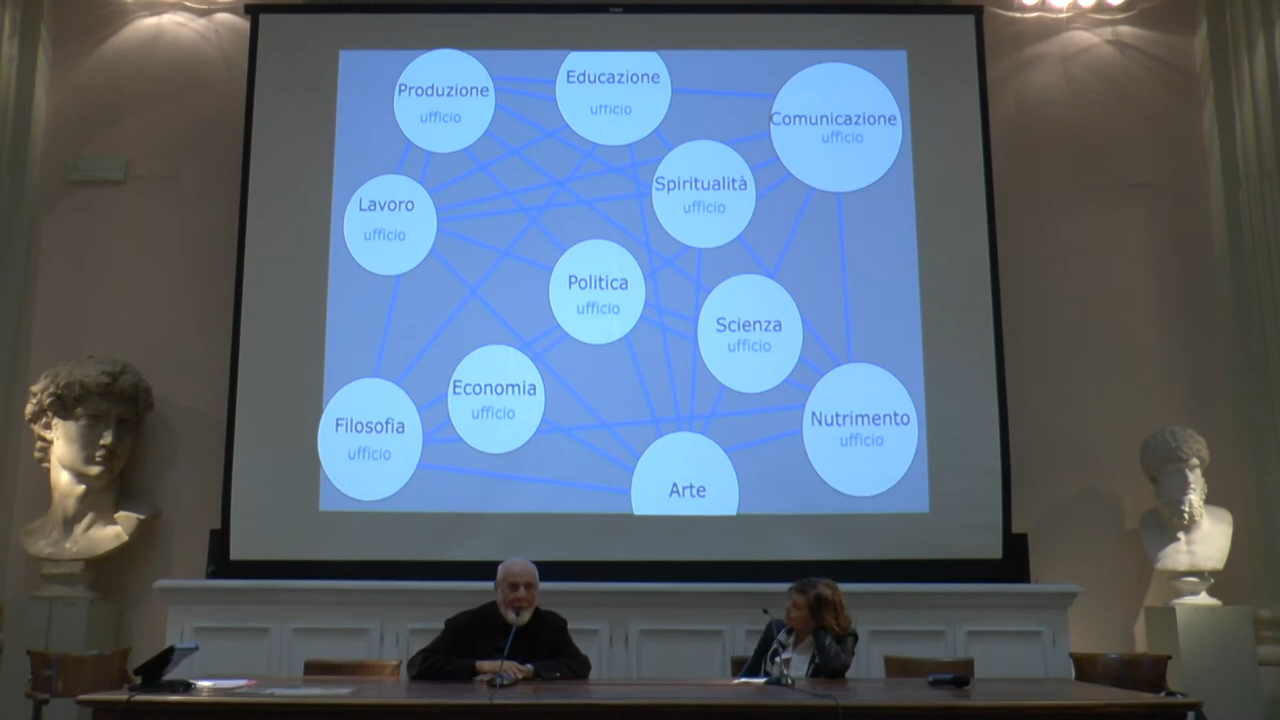 Produzione
ufficio
Educazione
ufficio
Comunicazione
ufficio
Spiritualità
ufficio
Lavoro
ufficio
Politica
ufficio
Scienza
ufficio
Economia
ufficio
Filosofia
ufficio
Nutrimento
ufficio
Arte